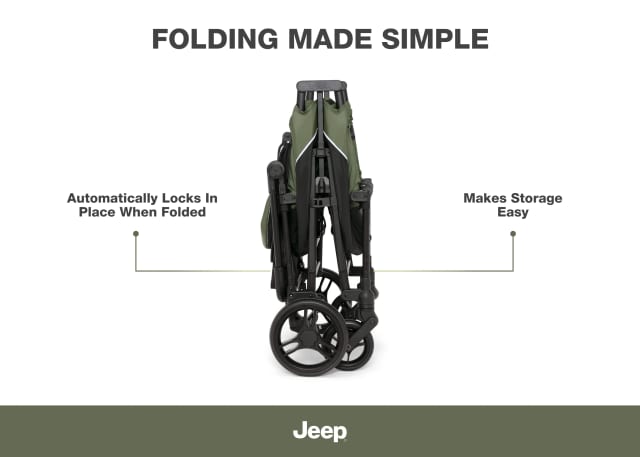 FOLDING MADE SIMPLE
Automatically Locks In
Place When Folded
Makes Storage
Easy
Jeep